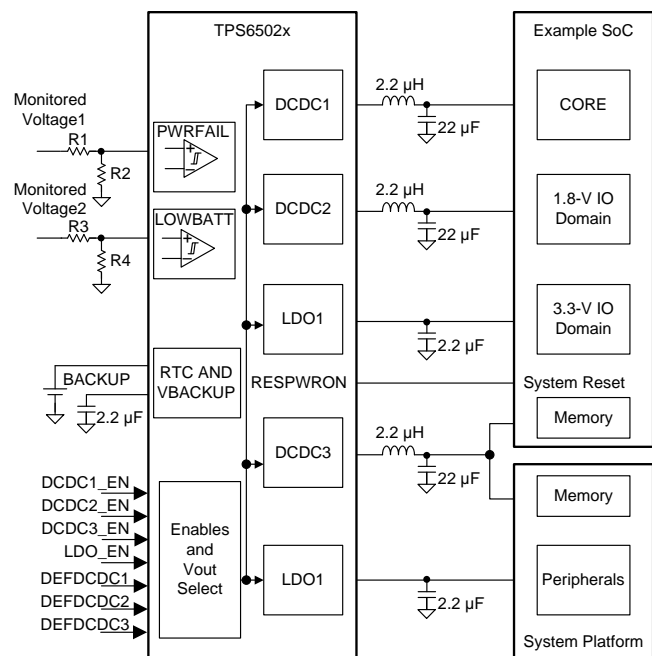 TPS6502x
Example SoC
Monitored
Voltage1
R1
R2
PWRFAIL
+
–
Monitored
Voltage2
R3
R4
LOWBATT
+
–
BACKUP
2.2 µF
RTC AND
VBACKUP
DCDC1_EN
DCDC2_EN
DCDC3_EN
LDO_EN
DEFDCDC1
DEFDCDC2
DEFDCDC3
Enables
and
Vout
Select
DCDC1
2.2 µH
22 µF
CORE
DCDC2
2.2 µH
22 µF
1.8-V IO
Domain
LDO1
2.2 µF
3.3-V IO
Domain
RESPWRON
System Reset
DCDC3
2.2 µH
22 µF
Memory
Memory
LDO1
2.2 µF
Peripherals
System Platform